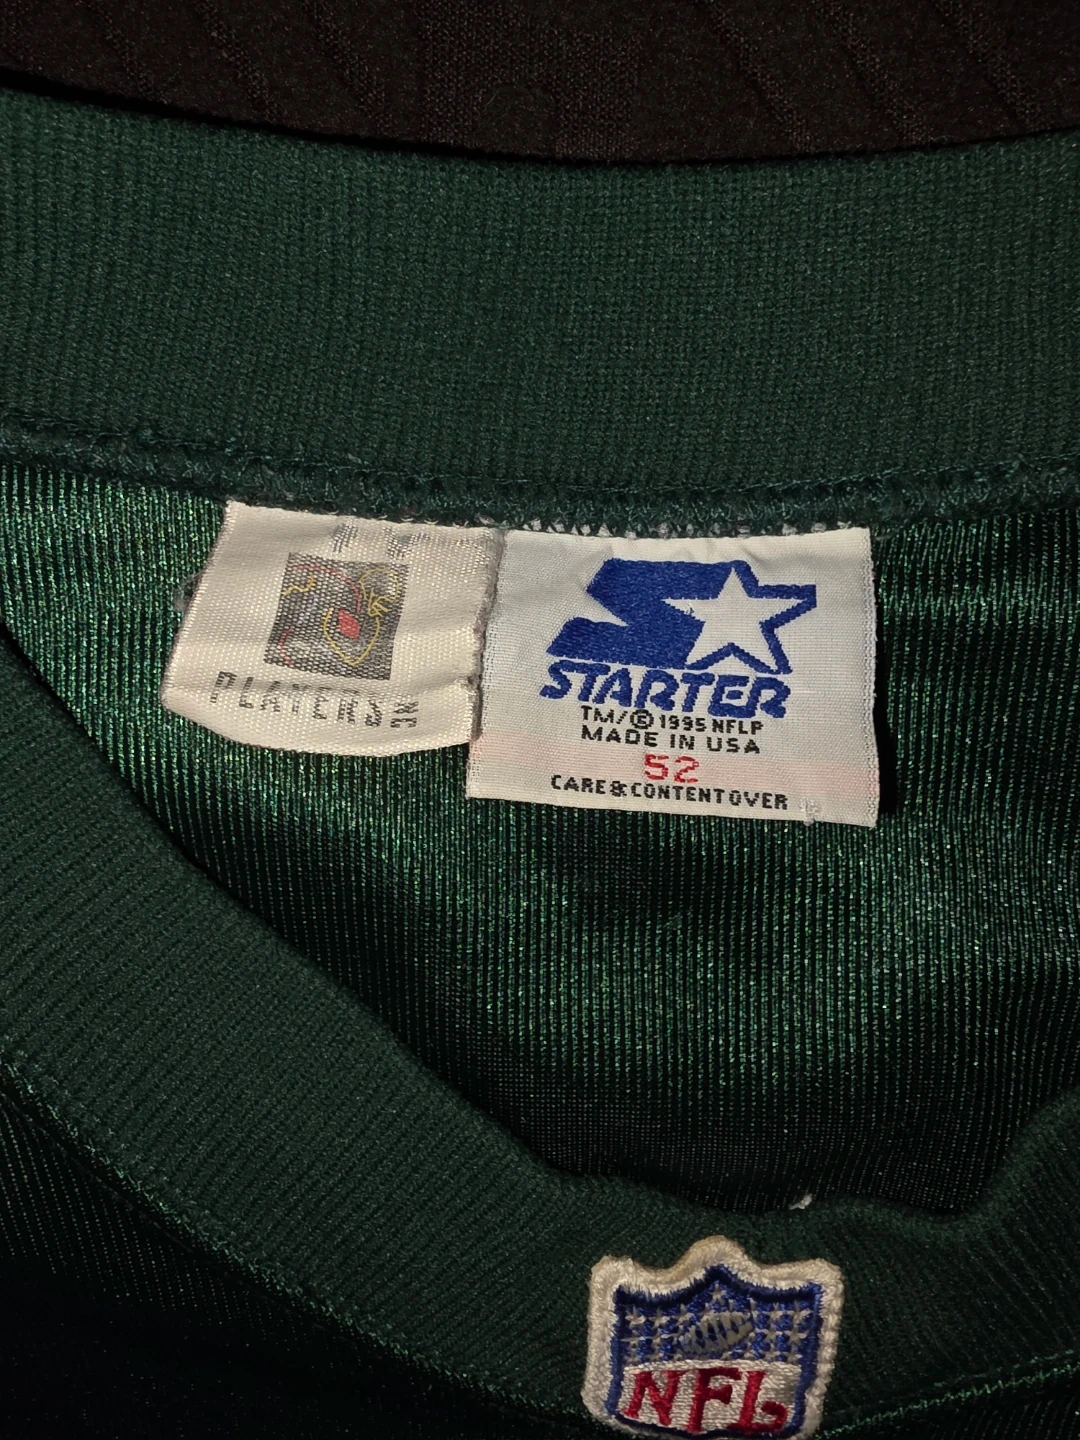 PLAYERS INC
STARTER
TM/© 1995 NFLP
MADE IN USA
52
CARE & CONTENT OVER
NFL